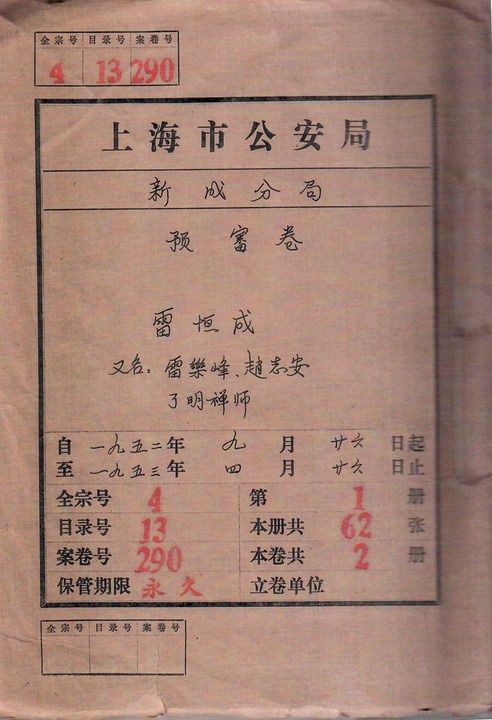 全宗号 目录号 案卷号
4 13 290
上海市公安局
新成分局
预審卷
雷恒成
又名：雷樂峰、趙志安
了明禅师
自一九五二年 九 月 廿六 日起
至一九五三年 四 月 廿六 日止
全宗号 4 第 1 册
目录号 13 本册共 62 张
案卷号 290 本卷共 2 册
保管期限 永久 立卷单位
全宗号 目录号 案卷号